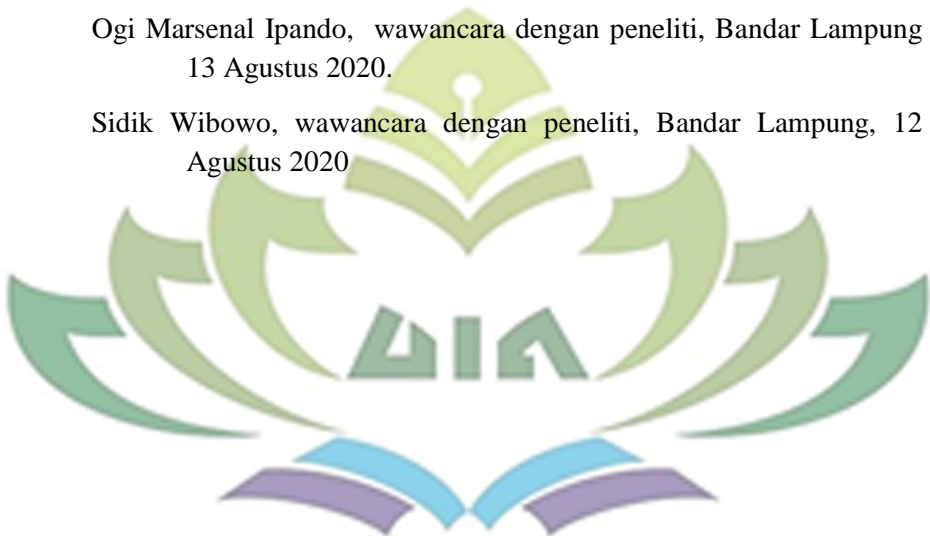 Ogi Marsenal Ipando,  wawancara dengan peneliti, Bandar Lampung
13 Agustus 2020.
Sidik Wibowo, wawancara dengan peneliti, Bandar Lampung, 12
Agustus 2020
UIN